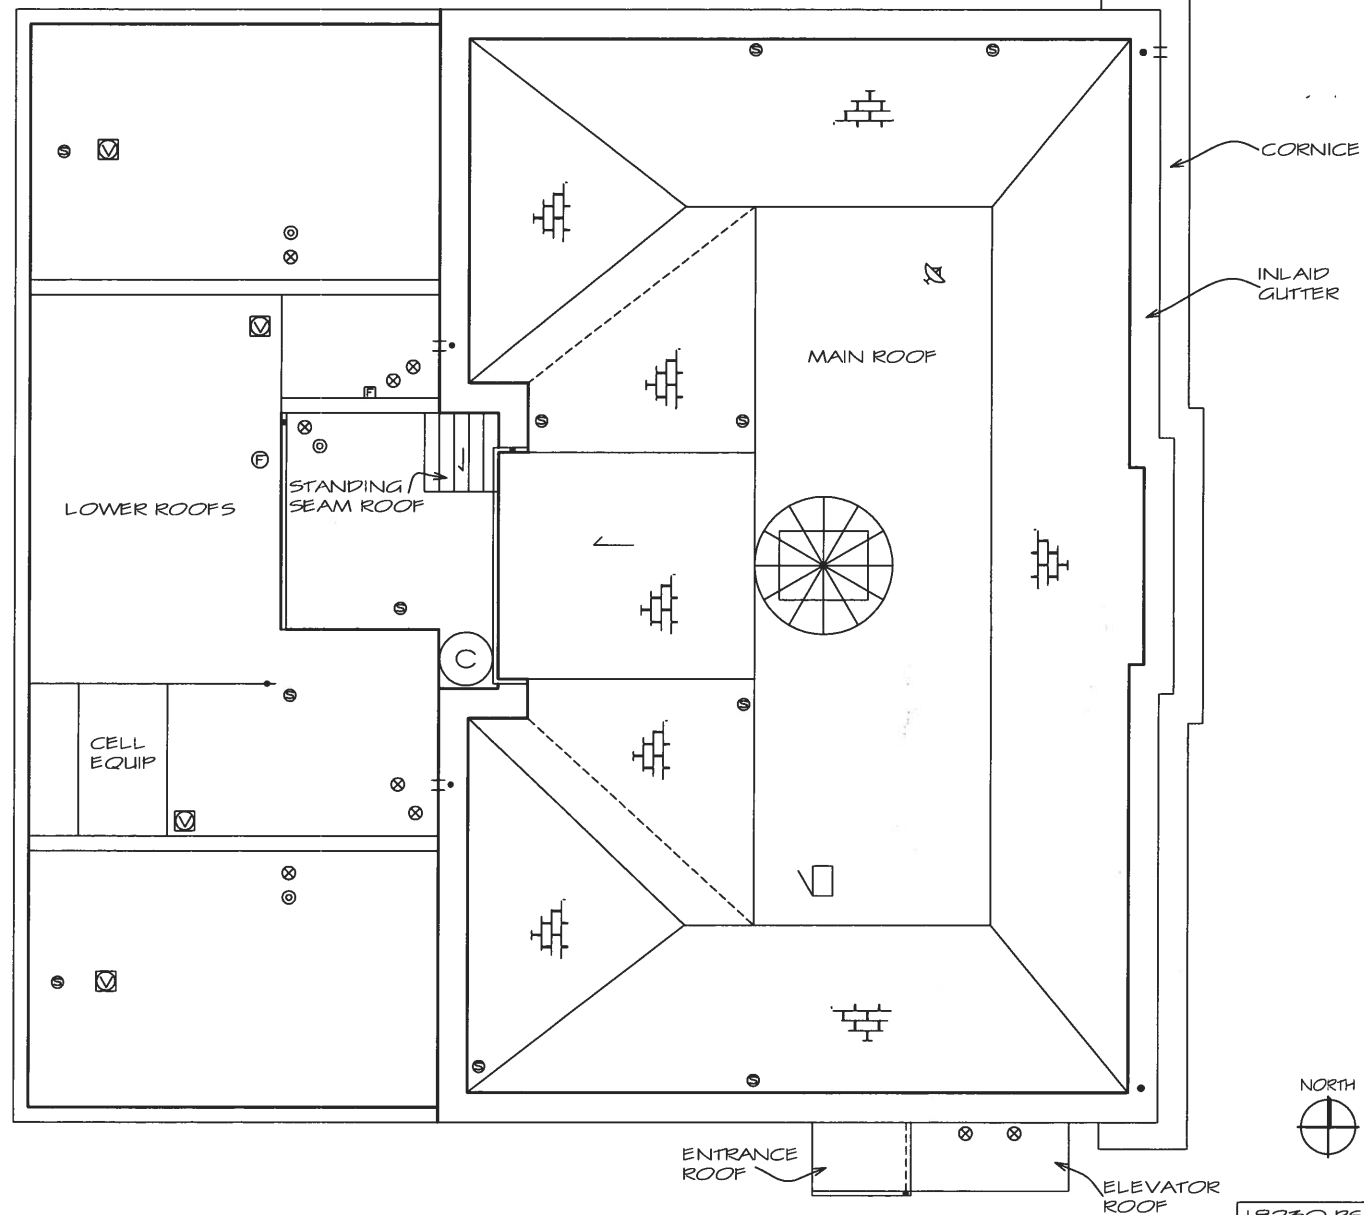 CORNICE
INLAID
GUTTER
MAIN ROOF
STANDING
SEAM ROOF
LOWER ROOFS
CELL
EQUIP
NORTH
ENTRANCE
ROOF
ELEVATOR
ROOF
S
S
S
V
V
F
F
S
S
S
C
S
S
V
S
V
S
S